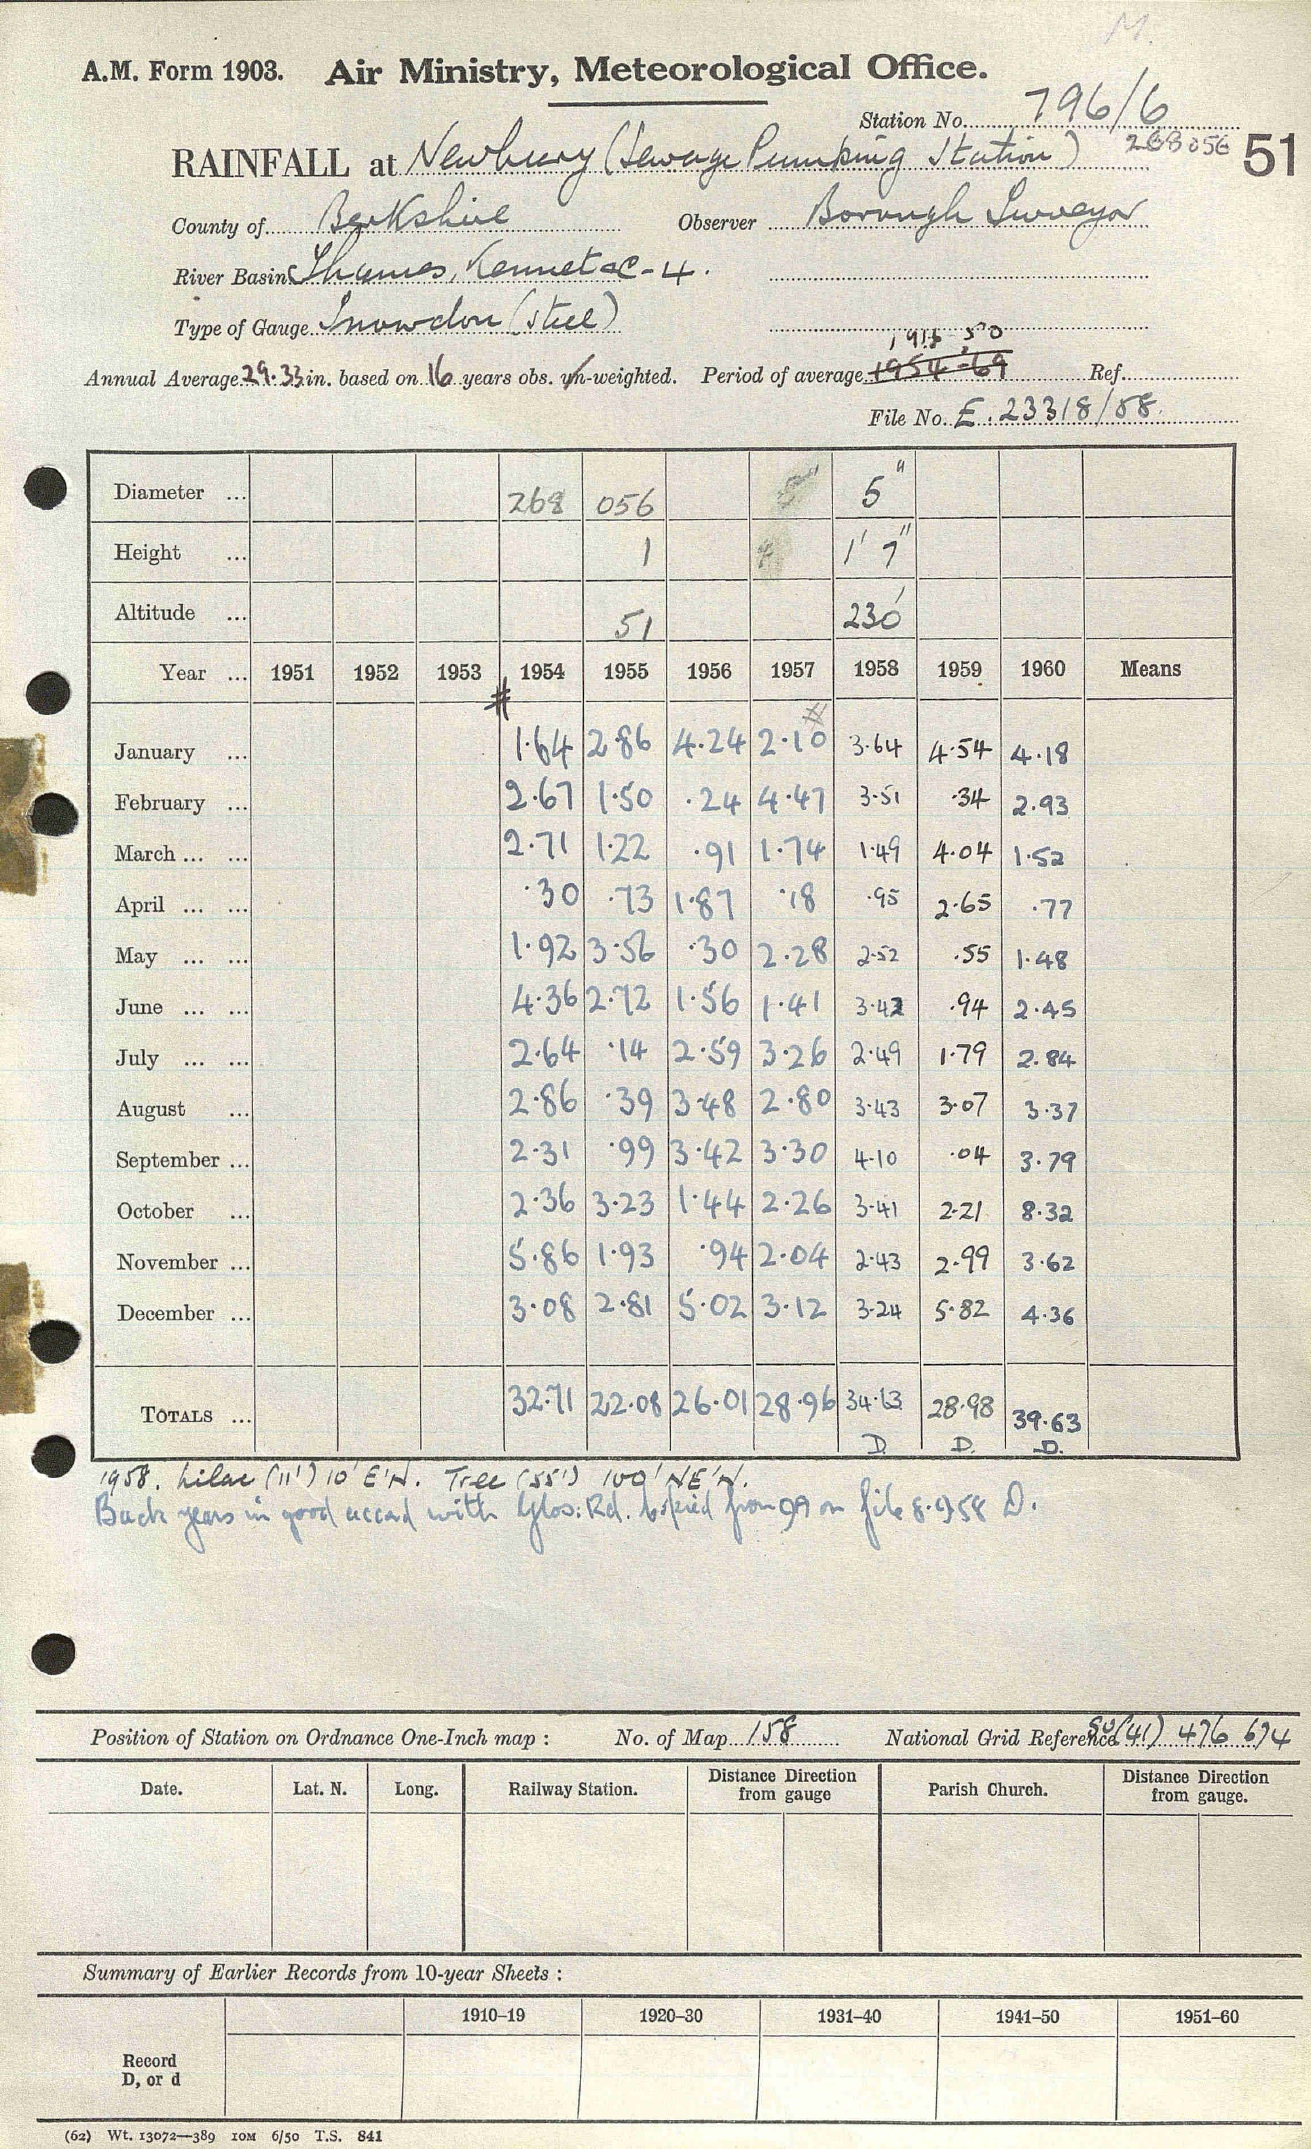 M.
A.M. Form 1903. Air Ministry, Meteorological Office.
Station No. 796/6
268056 51
RAINFALL at Newbury (Sewage Pumping Station)
County of Berkshire Observer Borough Surveyor
River Basin Thames, Kennet C-4.
Type of Gauge Snowdon (steel)
1916-50
Annual Average 29.33 in. based on 16 years obs. un-weighted. Period of average 1954-69 Ref.
File No. E.23318/58
Diameter ... 268 056 5" 5"
Height ... 1 1' 7"
Altitude ... 51 230'
Year ... 1951 1952 1953 1954 1955 1956 1957 1958 1959 1960 Means
January ... 1.64 2.86 4.24 2.10 3.64 4.54 4.18
February ... 2.67 1.50 .24 4.47 3.51 .34 2.93
March ... ... 2.71 1.22 .91 1.74 1.49 4.04 1.52
April ... ... .30 .73 1.87 .18 .95 2.65 .77
May ... ... 1.92 3.56 .30 2.28 2.52 .55 1.48
June ... ... 4.36 2.72 1.56 1.41 3.42 .94 2.45
July ... ... 2.64 .14 2.59 3.26 2.49 1.79 2.84
August ... 2.86 .39 3.48 2.80 3.43 3.07 3.37
September ... 2.31 .99 3.42 3.30 4.10 .04 3.79
October ... 2.36 3.23 1.44 2.26 3.41 2.21 8.32
November ... 5.86 1.93 .94 2.04 2.43 2.99 3.62
December ... 3.08 2.81 5.02 3.12 3.24 5.82 4.36
TOTALS ... 32.71 22.08 26.01 28.96 34.63 28.98 39.63
D. D. D.
1958. Lilac (11') 10' E'N. Tree (55') 100' NE'N.
Back years in good accord with Glos: Rd. Copied from on file 8.9.58 D.
Position of Station on Ordnance One-Inch map : No. of Map 158 National Grid Reference SU(41) 476 674
Date. Lat. N. Long. Railway Station. Distance Direction from gauge Parish Church. Distance Direction from gauge.
Summary of Earlier Records from 10-year Sheets :
1910–19 1920–30 1931–40 1941–50 1951–60
Record
D, or d
(62) Wt. 13072—389 10M 6/50 T.S. 841